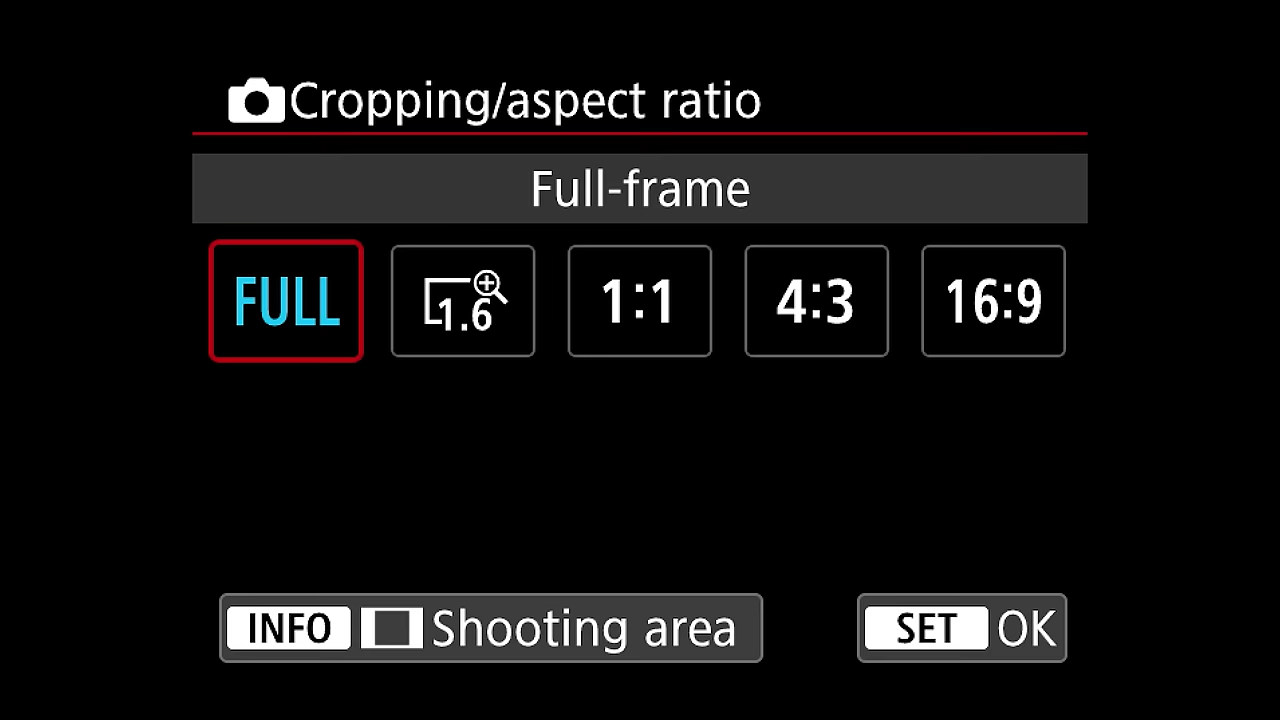 Cropping/aspect ratio
Full-frame
FULL 1.6 1:1 4:3 16:9
INFO Shooting area SET OK